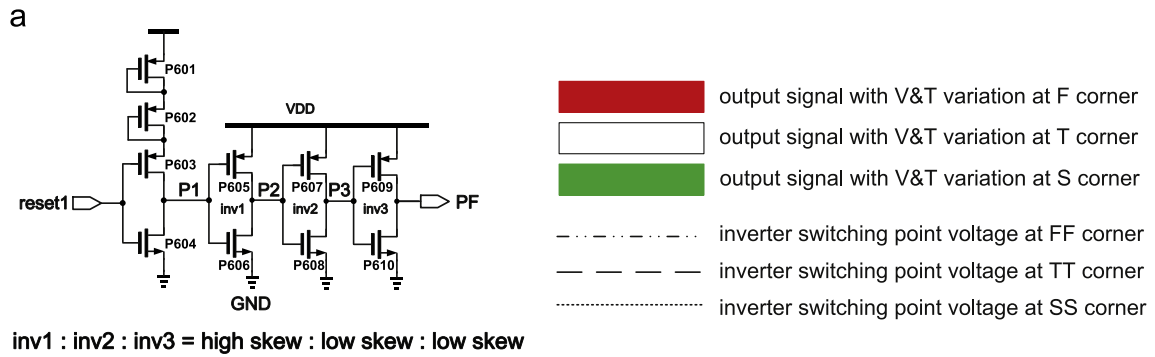 a
P601
P602
P603
P604
reset1
P1
VDD
P605
inv1
P606
P2
P607
inv2
P608
P3
P609
inv3
P610
PF
GND
inv1 : inv2 : inv3 = high skew : low skew : low skew
output signal with V&T variation at F corner
output signal with V&T variation at T corner
output signal with V&T variation at S corner
inverter switching point voltage at FF corner
inverter switching point voltage at TT corner
inverter switching point voltage at SS corner